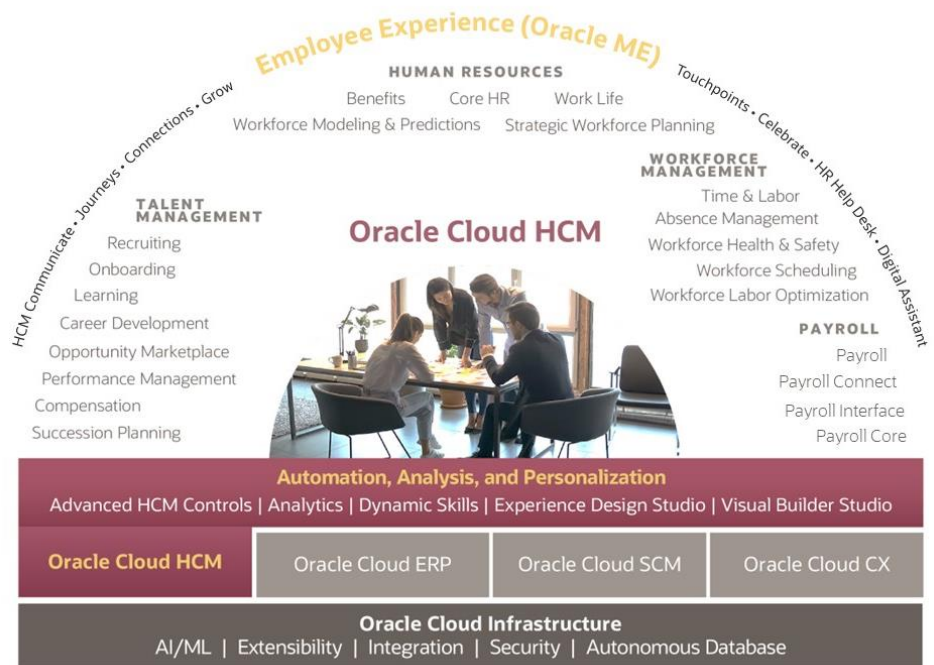 Employee Experience (Oracle ME)
HCM Communicate • Journeys • Connections • Grow
Touchpoints • Celebrate • HR Help Desk • Digital Assistant
HUMAN RESOURCES
Benefits Core HR Work Life
Workforce Modeling & Predictions Strategic Workforce Planning
TALENT
MANAGEMENT
Recruiting
Onboarding
Learning
Career Development
Opportunity Marketplace
Performance Management
Compensation
Succession Planning
Oracle Cloud HCM
WORKFORCE
MANAGEMENT
Time & Labor
Absence Management
Workforce Health & Safety
Workforce Scheduling
Workforce Labor Optimization
PAYROLL
Payroll
Payroll Connect
Payroll Interface
Payroll Core
Automation, Analysis, and Personalization
Advanced HCM Controls | Analytics | Dynamic Skills | Experience Design Studio | Visual Builder Studio
Oracle Cloud HCM
Oracle Cloud ERP
Oracle Cloud SCM
Oracle Cloud CX
Oracle Cloud Infrastructure
AI/ML | Extensibility | Integration | Security | Autonomous Database